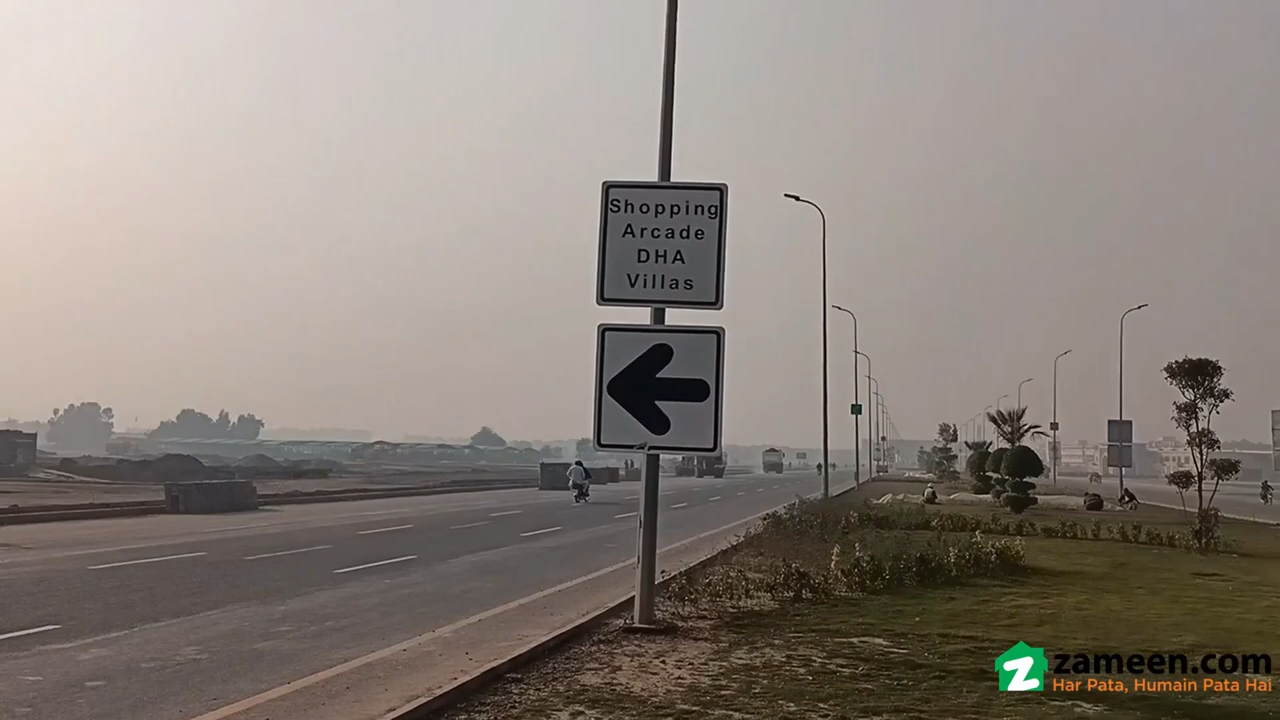 Shopping
Arcade
DHA
Villas
zameen.com
Har Pata, Humain Pata Hai